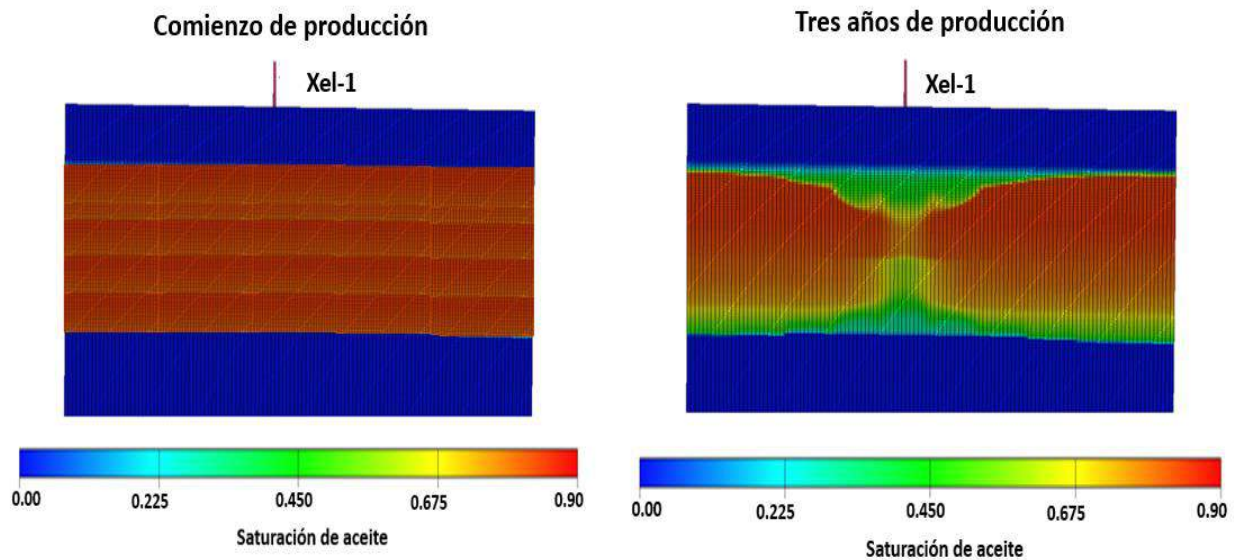 Comienzo de producción
Xel-1
0.00 0.225 0.450 0.675 0.90
Saturación de aceite
Tres años de producción
Xel-1
0.00 0.225 0.450 0.675 0.90
Saturación de aceite